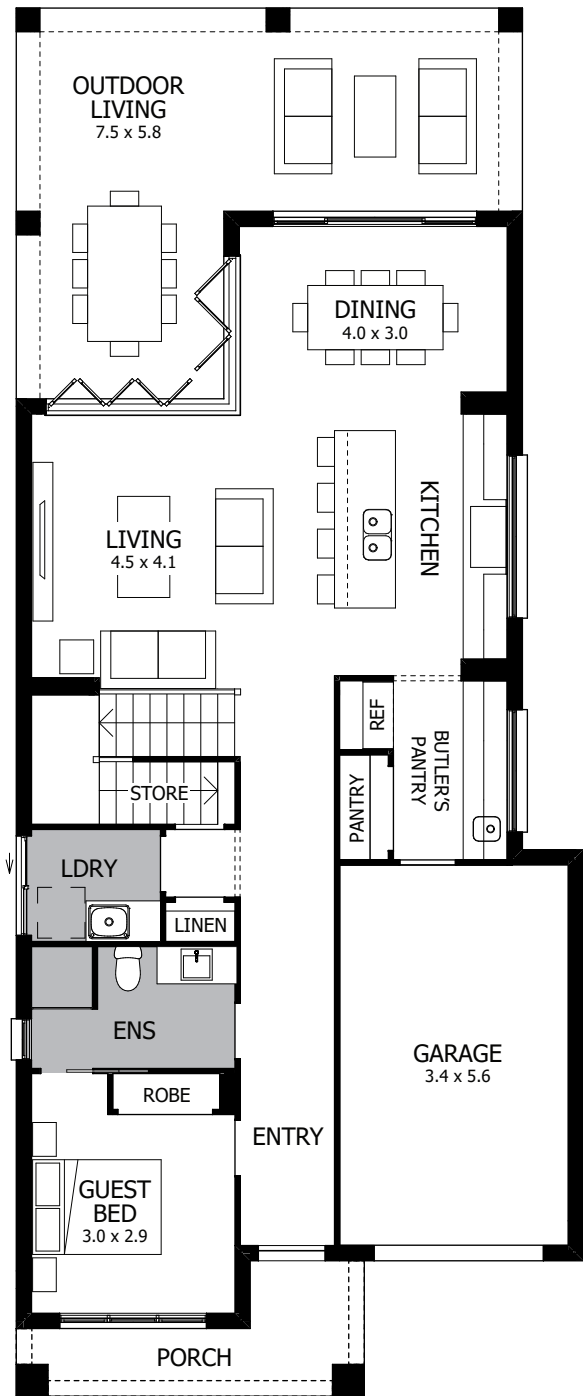 OUTDOOR
LIVING
7.5 x 5.8
DINING
4.0 x 3.0
KITCHEN
LIVING
4.5 x 4.1
REF
BUTLER'S
PANTRY
STORE
PANTRY
LDRY
LINEN
ENS
GARAGE
3.4 x 5.6
ROBE
ENTRY
GUEST
BED
3.0 x 2.9
PORCH